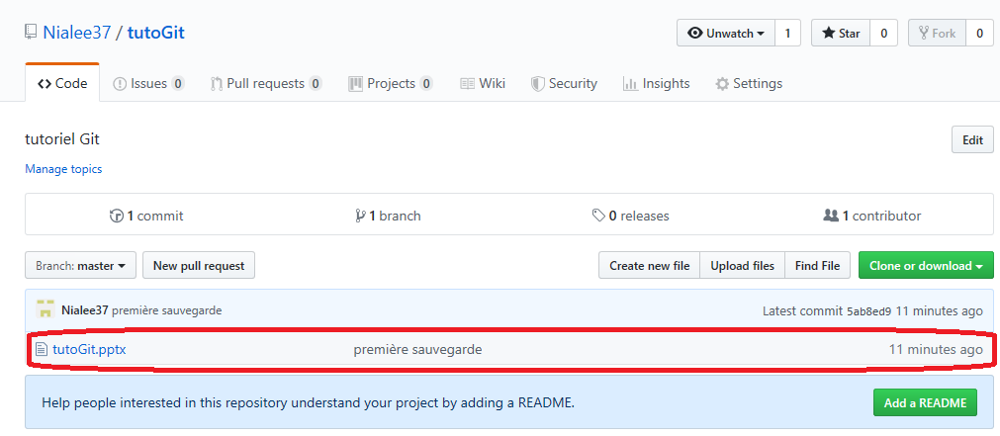 Nialee37 / tutoGit Unwatch 1 Star 0 Fork 0
Code Issues 0 Pull requests 0 Projects 0 Wiki Security Insights Settings
tutoriel Git Edit
Manage topics
1 commit 1 branch 0 releases 1 contributor
Branch: master New pull request Create new file Upload files Find File Clone or download
Nialee37 première sauvegarde Latest commit 5ab8ed9 11 minutes ago
tutoGit.pptx première sauvegarde 11 minutes ago
Help people interested in this repository understand your project by adding a README. Add a README